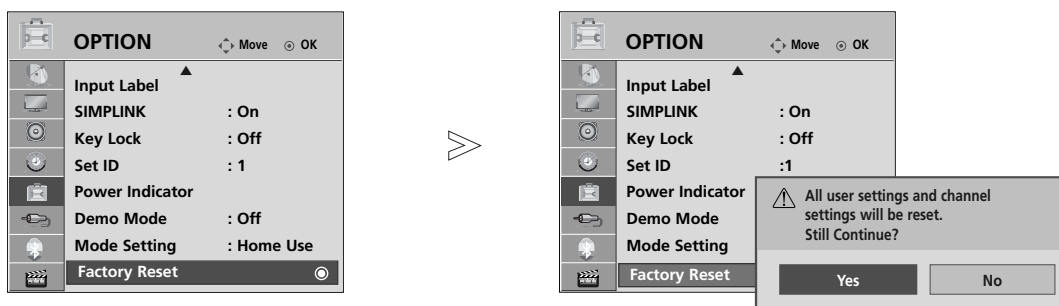 OPTION Move OK
Input Label
SIMPLINK : On
Key Lock : Off
Set ID : 1
Power Indicator
Demo Mode : Off
Mode Setting : Home Use
Factory Reset
OPTION Move OK
Input Label
SIMPLINK : On
Key Lock : Off
Set ID :1
Power Indicator
Demo Mode
Mode Setting
Factory Reset
All user settings and channel
settings will be reset.
Still Continue?
Yes No